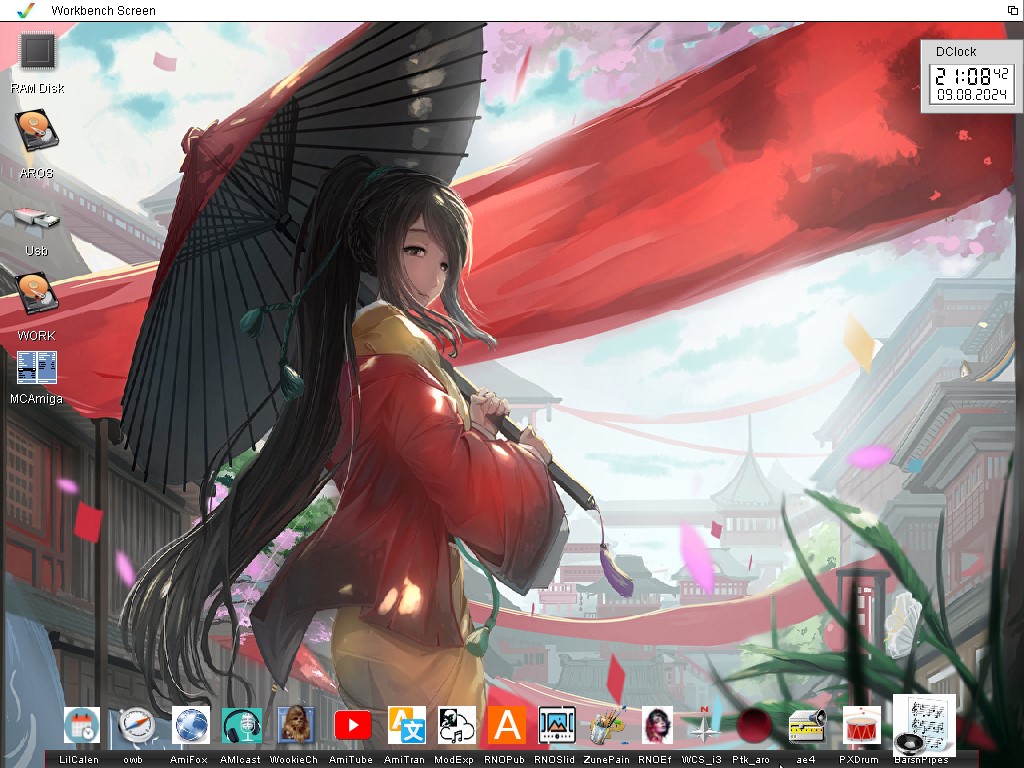 Workbench Screen
DClock
21:08 42
09.08.2024
RAM Disk
AROS
Usb
WORK
MCAmiga
LilCalen owb AmiFox AMIcast WookieCh AmiTube AmiTran ModExp RNOPub RNOSlid ZunePain RNOEf WCS_i3 Ptk_aro ae4 PXDrum BarsnPipes